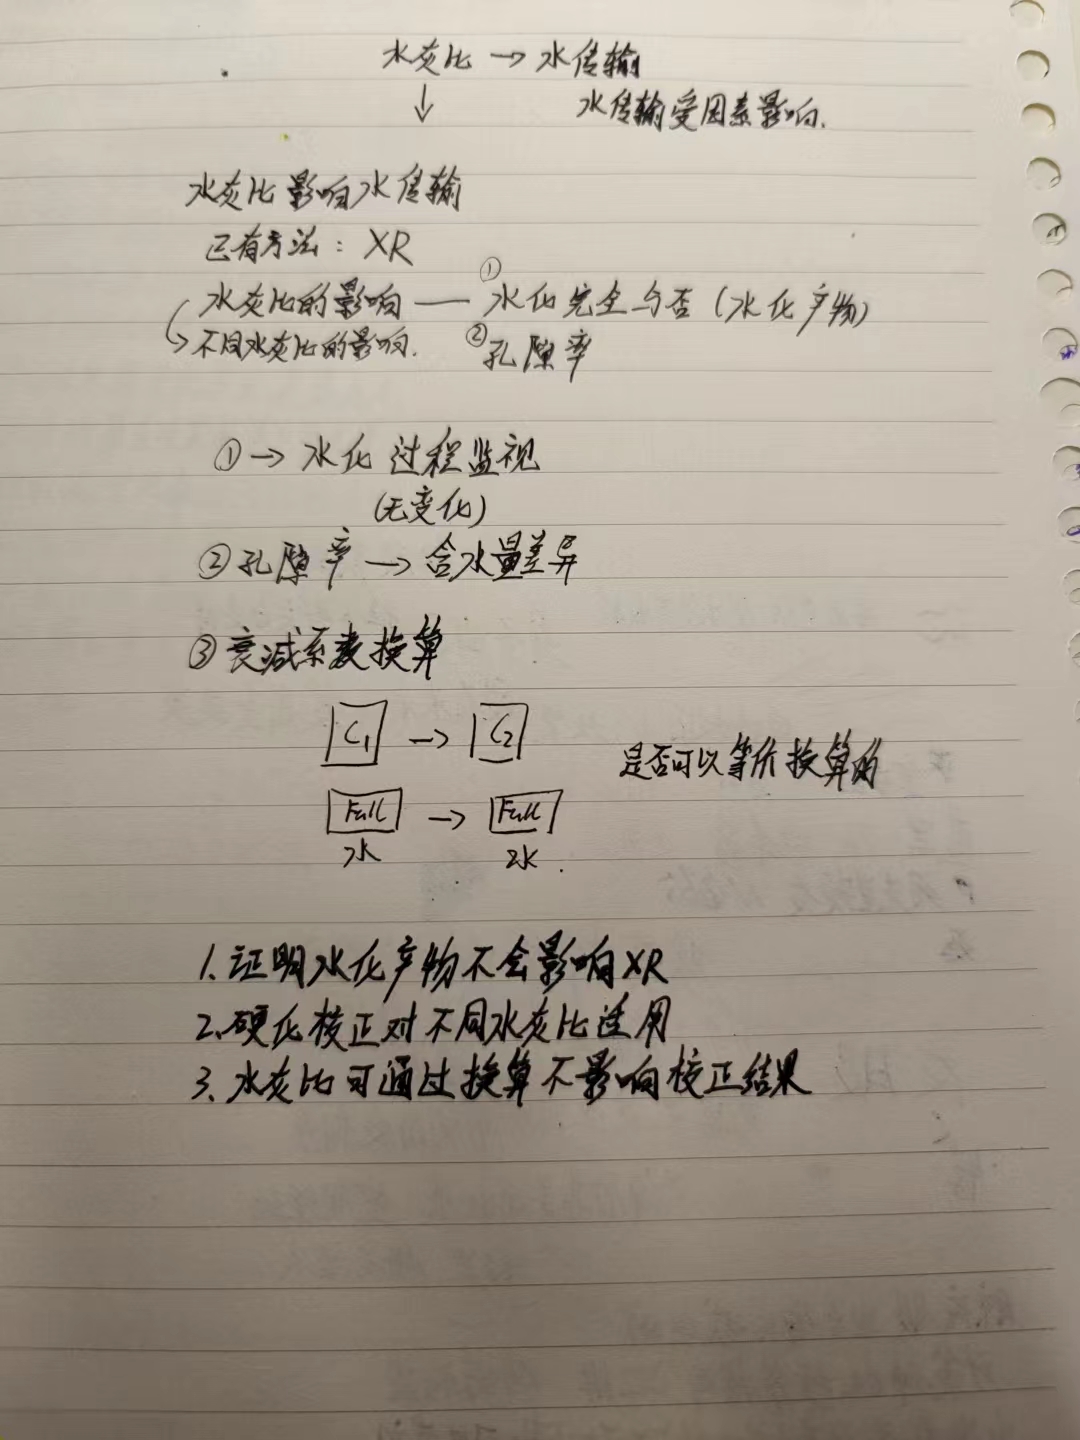 水灰比 → 水传输
↓ 水传输受因素影响.
水灰比影响水传输
已有方法: XR
水灰比的影响 —— ①水化完全与否(水化产物)
↳不同水灰比的影响. ②孔隙率
①→ 水化过程监视
(无变化)
②孔隙率 → 含水量差异
③衰减系数换算
C₁ → C₂ 是否可以等价换算的
Full → Full
水 水.
1.证明水化产物不会影响XR
2.硬化校正对不同水灰比适用
3.水灰比可通过换算不影响校正结果